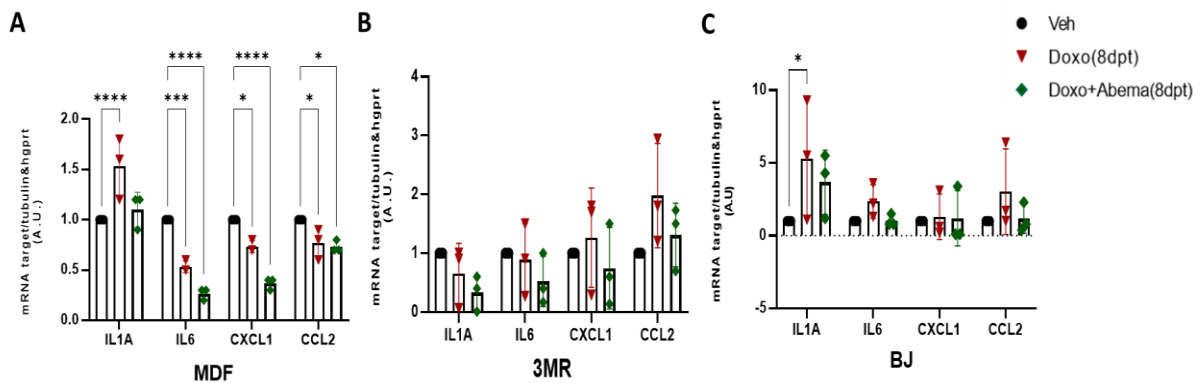 A
B
C
Veh
Doxo(8dpt)
Doxo+Abema(8dpt)
mRNA target/tubulin&hgprt
(A.U.)
2.0
1.5
1.0
0.5
0.0
****
***
****
*
****
*
*
IL1A
IL6
CXCL1
CCL2
MDF
mRNA target/tubulin&hgprt
(A.U.)
4
3
2
1
0
IL1A
IL6
CXCL1
CCL2
3MR
mRNA target/tubulin&hgprt
(A.U)
10
5
0
-5
*
IL1A
IL6
CXCL1
CCL2
BJ